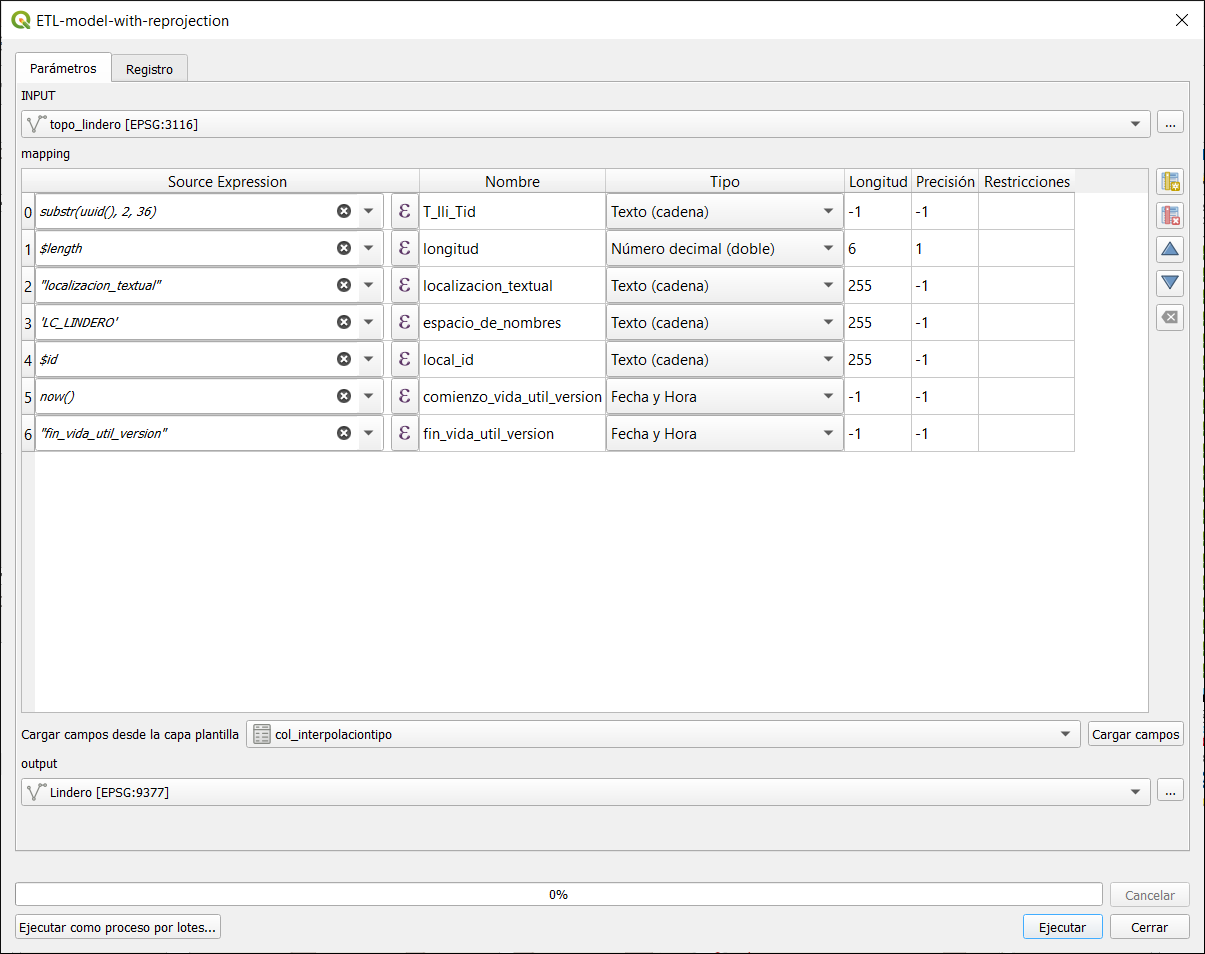 ETL-model-with-reprojection
Parámetros Registro
INPUT
topo_lindero [EPSG:3116] ...
mapping
Source Expression Nombre Tipo Longitud Precisión Restricciones
0 substr(uuid(), 2, 36) ε T_Ili_Tid Texto (cadena) -1 -1
1 $length ε longitud Número decimal (doble) 6 1
2 "localizacion_textual" ε localizacion_textual Texto (cadena) 255 -1
3 'LC_LINDERO' ε espacio_de_nombres Texto (cadena) 255 -1
4 $id ε local_id Texto (cadena) 255 -1
5 now() ε comienzo_vida_util_version Fecha y Hora -1 -1
6 "fin_vida_util_version" ε fin_vida_util_version Fecha y Hora -1 -1
Cargar campos desde la capa plantilla col_interpolaciontipo Cargar campos
output
Lindero [EPSG:9377] ...
0% Cancelar
Ejecutar como proceso por lotes... Ejecutar Cerrar